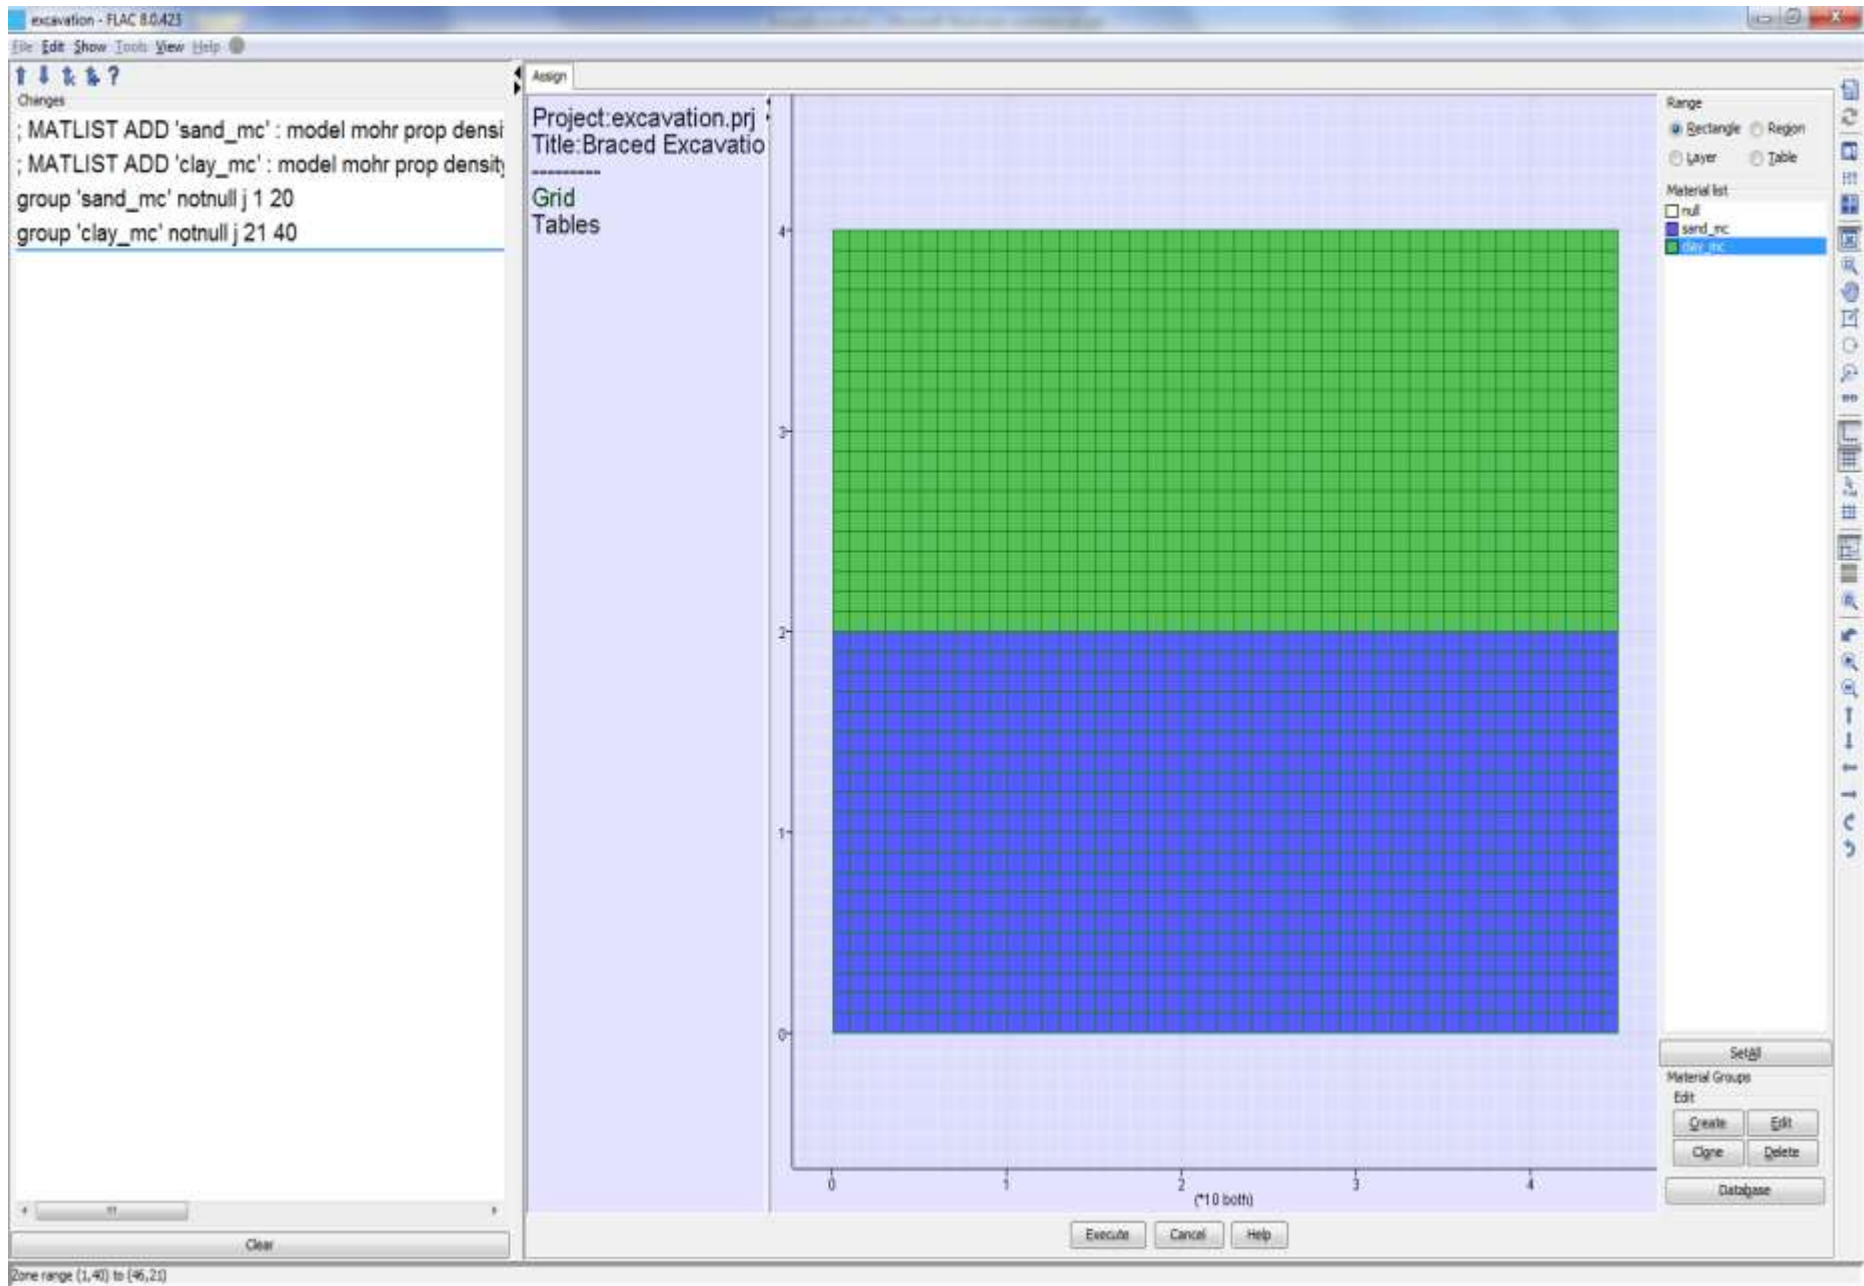 excavation - FLAC 8.0.423
File Edit Show Tools View Help
Changes
; MATLIST ADD 'sand_mc' : model mohr prop densi
; MATLIST ADD 'clay_mc' : model mohr prop density
group 'sand_mc' notnull j 1 20
group 'clay_mc' notnull j 21 40
Clear
Zone range (1,40) to (46,21)
Assign
Project:excavation.prj
Title:Braced Excavatio
---------
Grid
Tables
4
3
2
1
0
0 1 2 3 4
(*10 both)
Execute Cancel Help
Range
Rectangle Region
Layer Table
Material list
null
sand_mc
clay_mc
SetAll
Material Groups
Edit
Create Edit
Clone Delete
Database